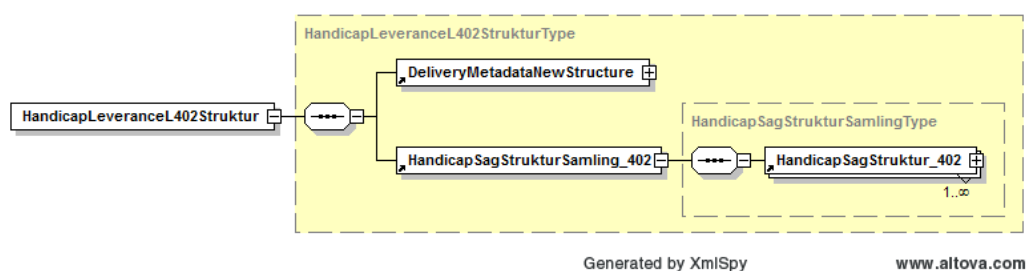 HandicapLeveranceL402StrukturType
DeliveryMetadataNewStructure
HandicapLeveranceL402Struktur
HandicapSagStrukturSamlingType
HandicapSagStrukturSamling_402
HandicapSagStruktur_402
1..∞
Generated by XmlSpy www.altova.com